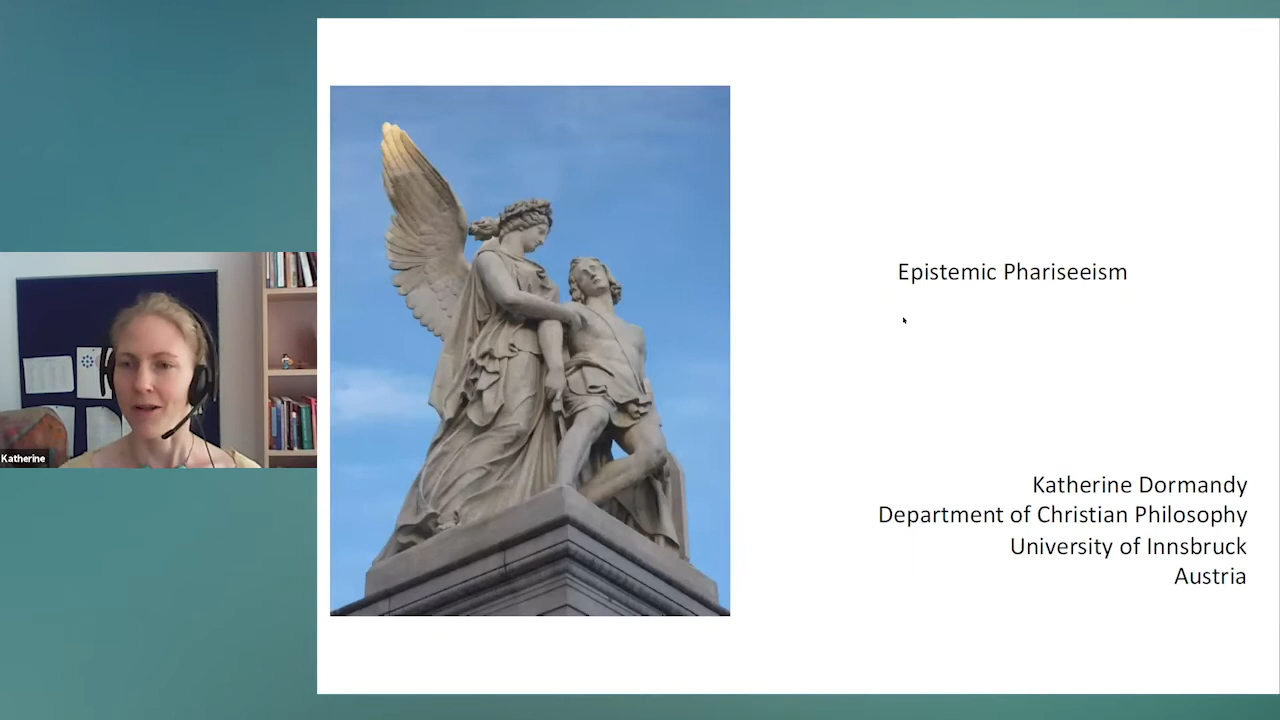 Epistemic Phariseeism
Katherine Dormandy
Department of Christian Philosophy
University of Innsbruck
Austria
Katherine